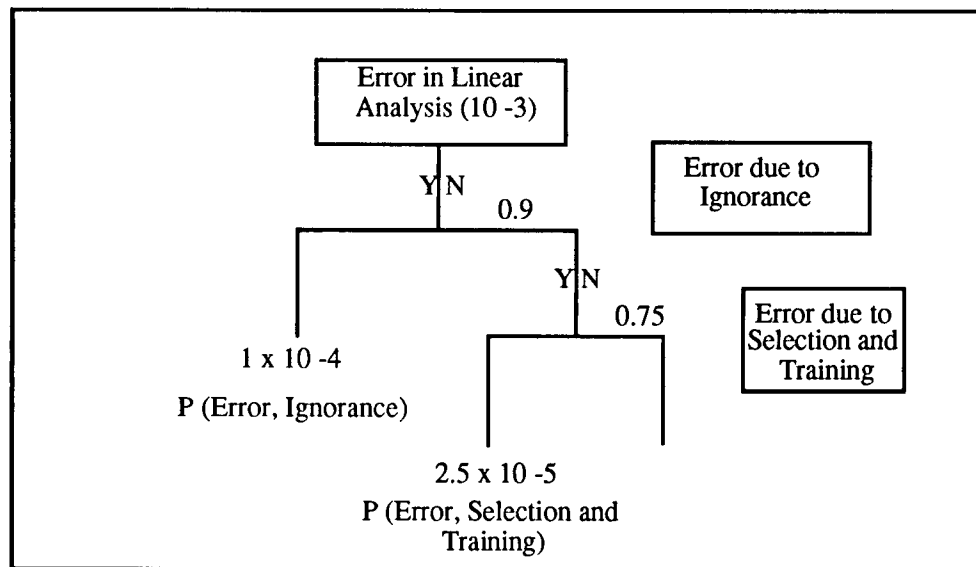 Error in Linear
Analysis (10 -3)
Error due to
Ignorance
Y N
0.9
Y N
0.75
Error due to
Selection and
Training
1 x 10 -4
P (Error, Ignorance)
2.5 x 10 -5
P (Error, Selection and
Training)